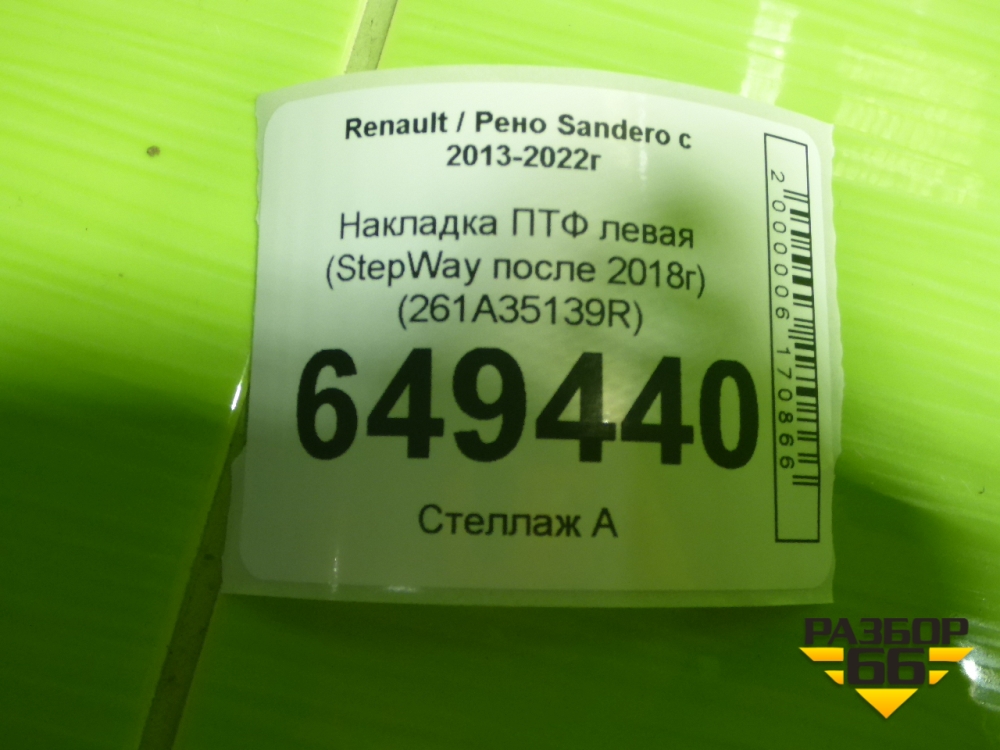 Renault / Рено Sandero с
2013-2022г
Накладка ПТФ левая
(StepWay после 2018г)
(261A35139R)
649440
Стеллаж А
2000006170866
РАЗБОР
66